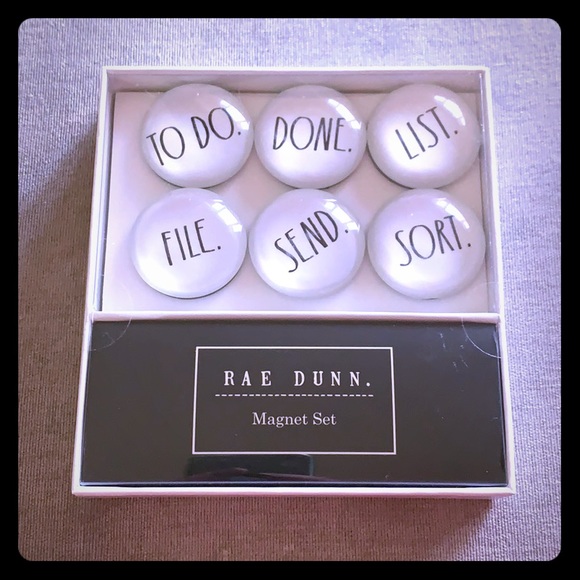 TO DO. DONE. LIST.
FILE. SEND. SORT.
RAE DUNN.
Magnet Set